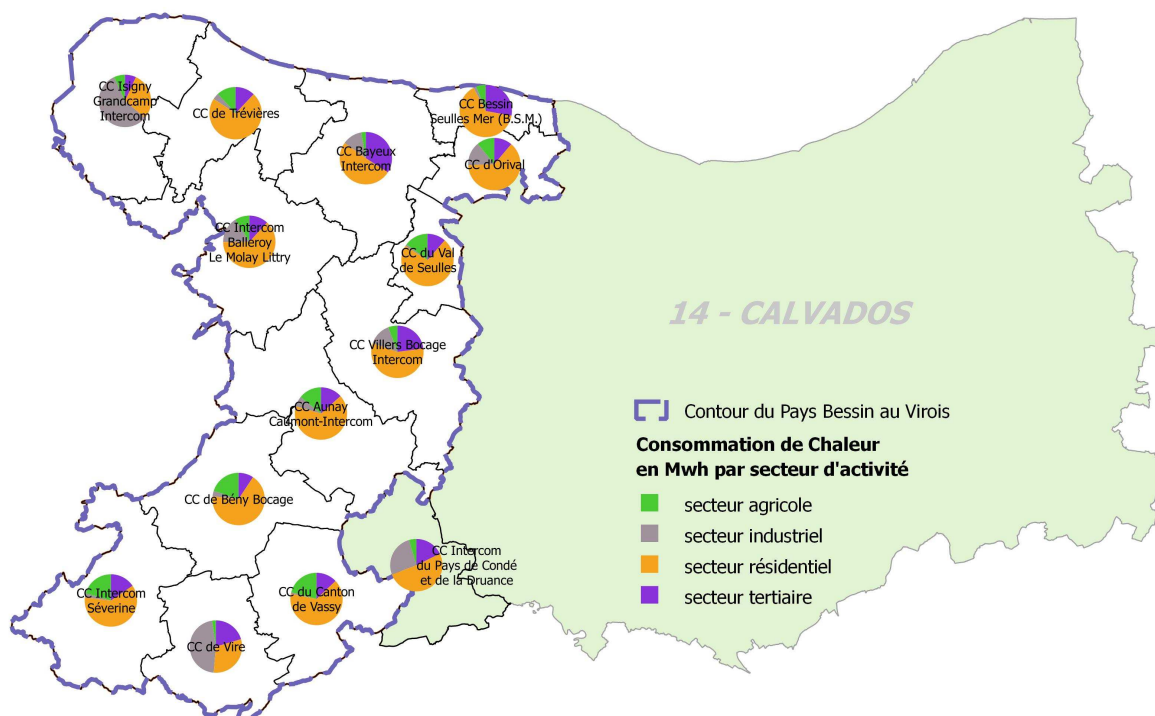 CC Isigny
Grandcamp
Intercom
CC de Trévières
CC Bessin
Seulles Mer (B.S.M.)
CC Bayeux
Intercom
CC d'Orival
CC Intercom
Balleroy
Le Molay Littry
CC du Val
de Seulles
14 - CALVADOS
CC Villers Bocage
Intercom
CC Aunay
Caumont-Intercom
Contour du Pays Bessin au Virois
Consommation de Chaleur
en Mwh par secteur d'activité
secteur agricole
secteur industriel
secteur résidentiel
secteur tertiaire
CC de Bény Bocage
CC Intercom
du Pays de Condé
et de la Druance
CC Intercom
Séverine
CC du Canton
de Vassy
CC de Vire